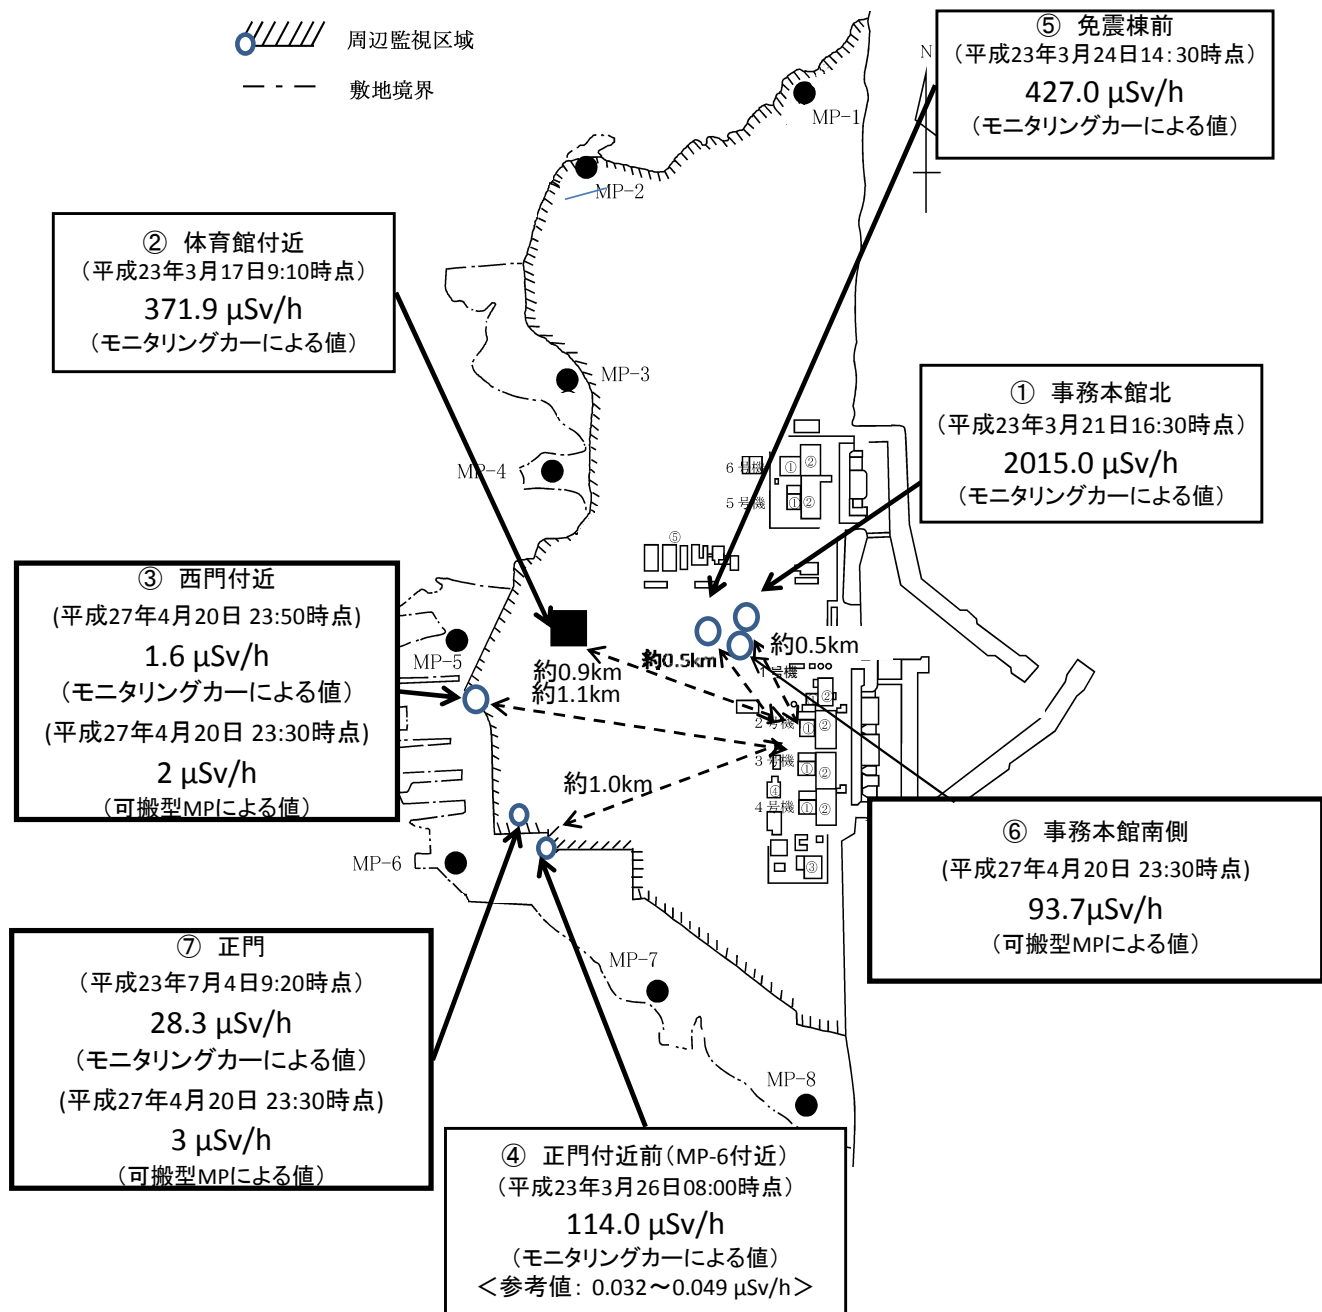 周辺監視区域
敷地境界
⑤ 免震棟前
(平成23年3月24日14:30時点)
427.0 μSv/h
(モニタリングカーによる値)
N
MP-1
MP-2
② 体育館付近
(平成23年3月17日9:10時点)
371.9 μSv/h
(モニタリングカーによる値)
MP-3
① 事務本館北
(平成23年3月21日16:30時点)
2015.0 μSv/h
(モニタリングカーによる値)
MP-4
6号機
①
②
5号機
①
②
⑤
③ 西門付近
(平成27年4月20日 23:50時点)
1.6 μSv/h
(モニタリングカーによる値)
(平成27年4月20日 23:30時点)
2 μSv/h
(可搬型MPによる値)
MP-5
約0.9km
約1.1km
約0.5km
約0.5km
1号機
②
2号機
①
②
3号機
①
②
④
4号機
①
②
③
約1.0km
MP-6
⑥ 事務本館南側
(平成27年4月20日 23:30時点)
93.7μSv/h
(可搬型MPによる値)
⑦ 正門
(平成23年7月4日9:20時点)
28.3 μSv/h
(モニタリングカーによる値)
(平成27年4月20日 23:30時点)
3 μSv/h
(可搬型MPによる値)
MP-7
MP-8
④ 正門付近前(MP-6付近)
(平成23年3月26日08:00時点)
114.0 μSv/h
(モニタリングカーによる値)
<参考値: 0.032~0.049 μSv/h>